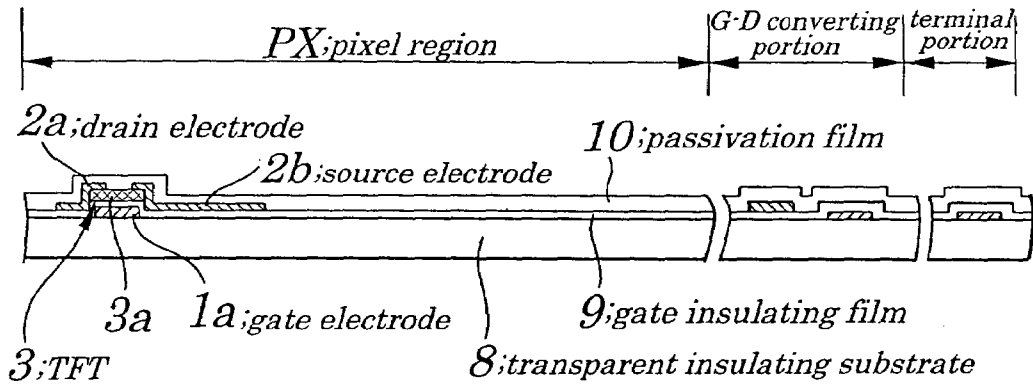 PX;pixel region
G-D converting portion
terminal portion
2a;drain electrode
2b;source electrode
10;passivation film
3a
1a;gate electrode
9;gate insulating film
3;TFT
8;transparent insulating substrate